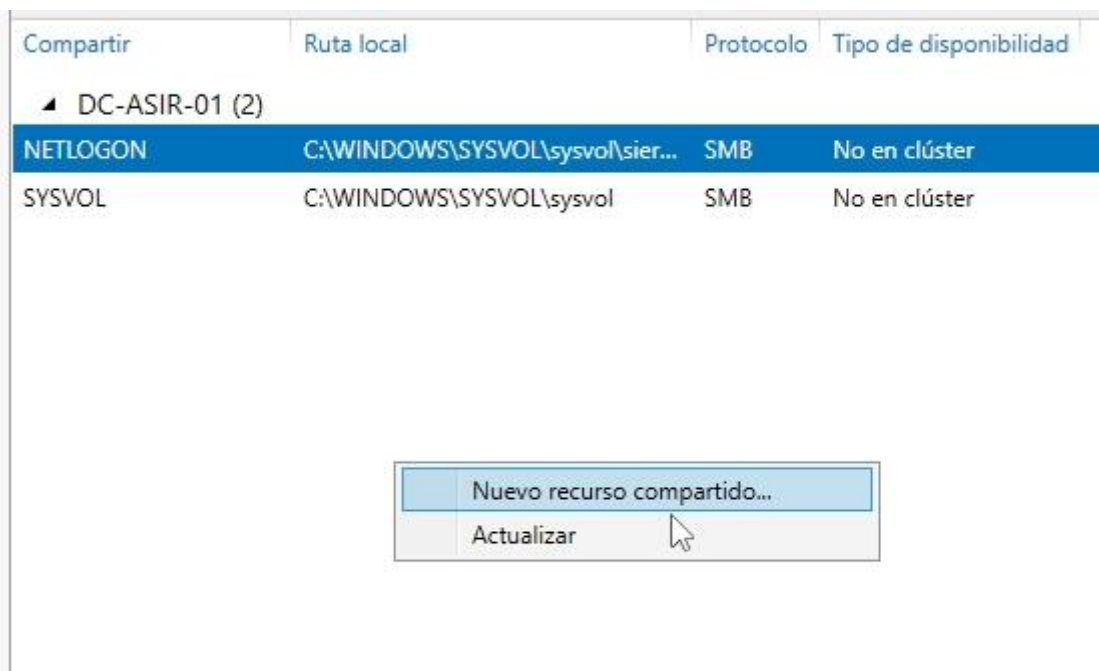 Compartir Ruta local Protocolo Tipo de disponibilidad
DC-ASIR-01 (2)
NETLOGON C:\WINDOWS\SYSVOL\sysvol\sier... SMB No en clúster
SYSVOL C:\WINDOWS\SYSVOL\sysvol SMB No en clúster
Nuevo recurso compartido...
Actualizar